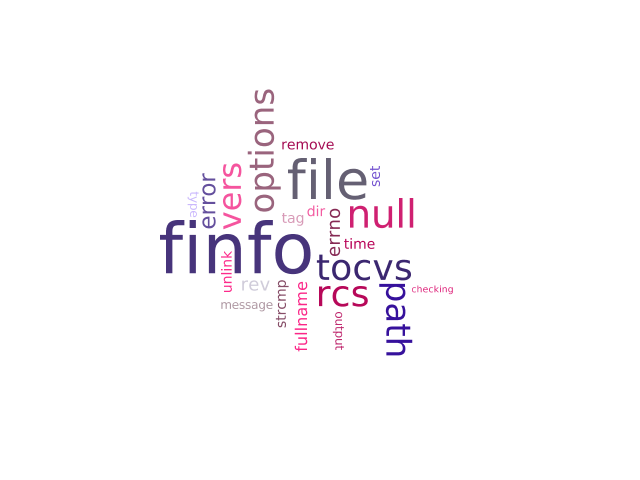 options
remove
file
set
vers
error
type
null
dir
tag
errno
finfo
time
tocvs
unlink
rev
rcs
path
strcmp
fullname
checking
message
output